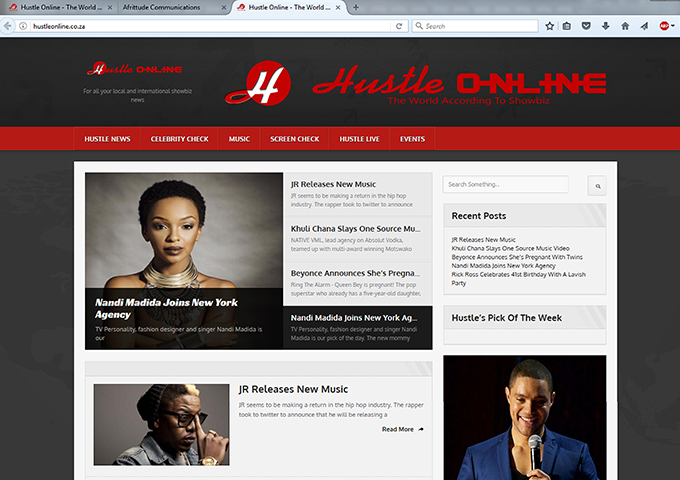 Hustle Online - The World ...
Afrittude Communications
Hustle Online - The World ...
hustleonline.co.za
Search
Hustle ONLINE
For all your local and international showbiz
news
H
Hustle ONLINE
The World According To Showbiz
HUSTLE NEWS
CELEBRITY CHECK
MUSIC
SCREEN CHECK
HUSTLE LIVE
EVENTS
Nandi Madida Joins New York
Agency
TV Personality, fashion designer and singer Nandi Madida is
our
JR Releases New Music
JR seems to be making a return in the hip hop
industry. The rapper took to twitter to announce
Khuli Chana Slays One Source Mu...
NATIVE VML, lead agency on Absolut Vodka,
teamed up with multi-award winning Motswako
Beyonce Announces She's Pregna...
Ring The Alarm - Queen Bey is pregnant! The pop
superstar who already has a five-year-old daughter,
Nandi Madida Joins New York Ag...
TV Personality, fashion designer and singer Nandi
Madida is our pick of the day. The new mommy
Search Something...
Recent Posts
JR Releases New Music
Khuli Chana Slays One Source Music Video
Beyonce Announces She's Pregnant With Twins
Nandi Madida Joins New York Agency
Rick Ross Celebrates 41st Birthday With A Lavish
Party
Hustle's Pick Of The Week
JR Releases New Music
JR seems to be making a return in the hip hop industry. The rapper
took to twitter to announce that he will be releasing a
Read More